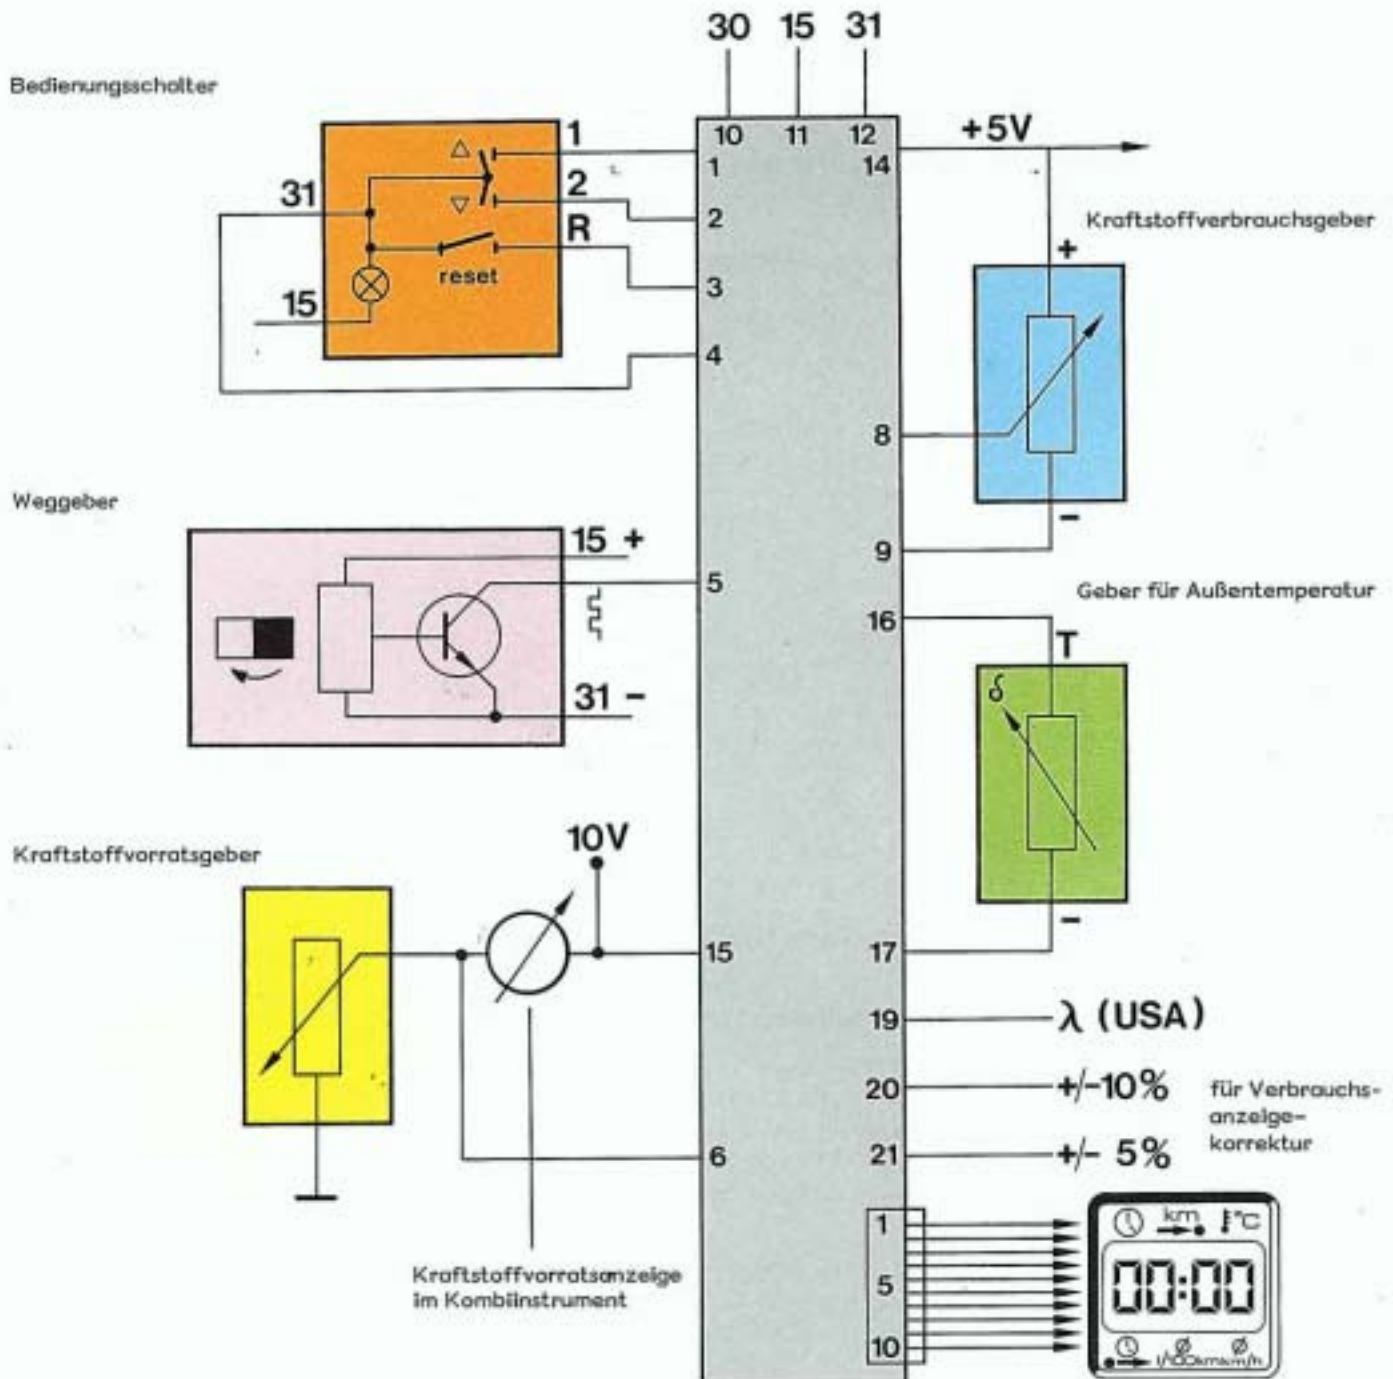 30 15 31
Bedienungsschalter
10 11 12
+5V
1
1
14
31
2
2
Kraftstoffverbrauchsgeber
R
+
reset
3
15
4
8
Weggeber
–
15 +
9
5
Geber für Außentemperatur
16
T
δ
31 –
10V
Kraftstoffvorratsgeber
–
15
17
19
λ (USA)
20
+/-10%
für Verbrauchs-
anzeige-
korrektur
21
+/- 5%
6
1
km
°C
5
00:00
10
l/100km km/h
Kraftstoffvorratsanzeige
im Kombiinstrument